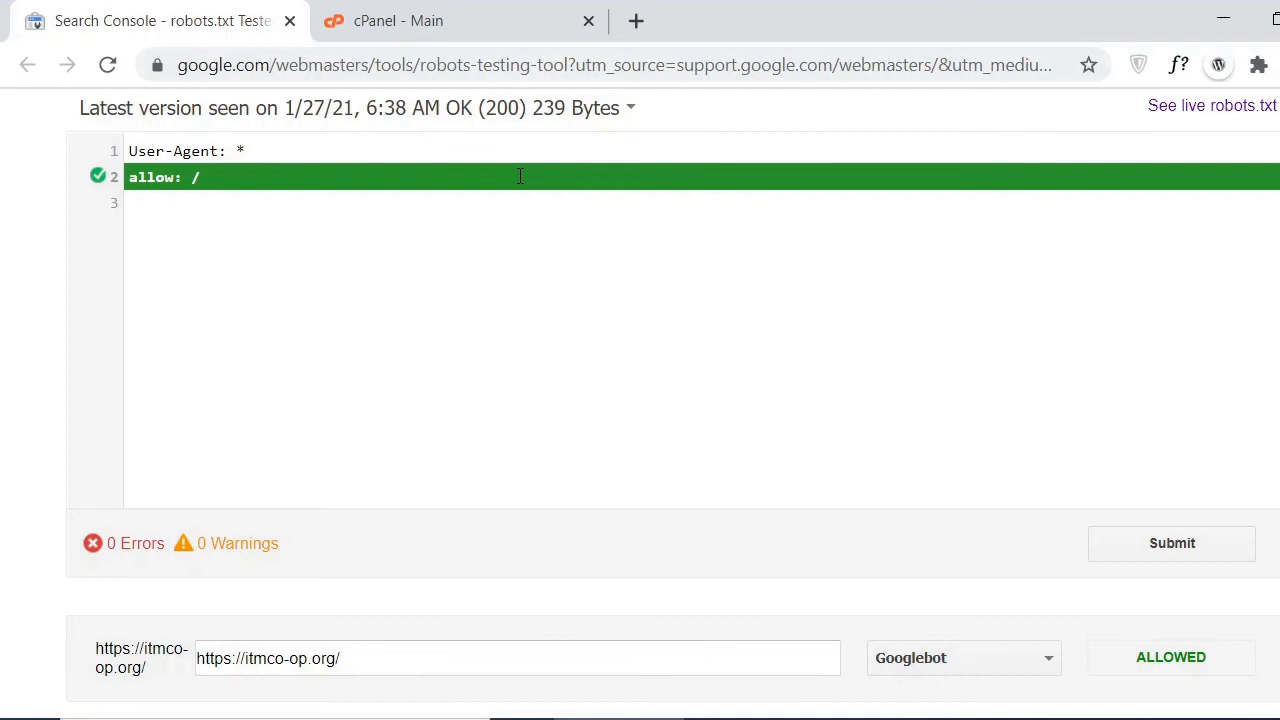 Search Console - robots.txt Teste
cPanel - Main
google.com/webmasters/tools/robots-testing-tool?utm_source=support.google.com/webmasters/&utm_mediu...
f?
Latest version seen on 1/27/21, 6:38 AM OK (200) 239 Bytes
See live robots.txt
1 User-Agent: *
2 allow: /
3
0 Errors 0 Warnings
Submit
https://itmco-
op.org/
https://itmco-op.org/
Googlebot
ALLOWED